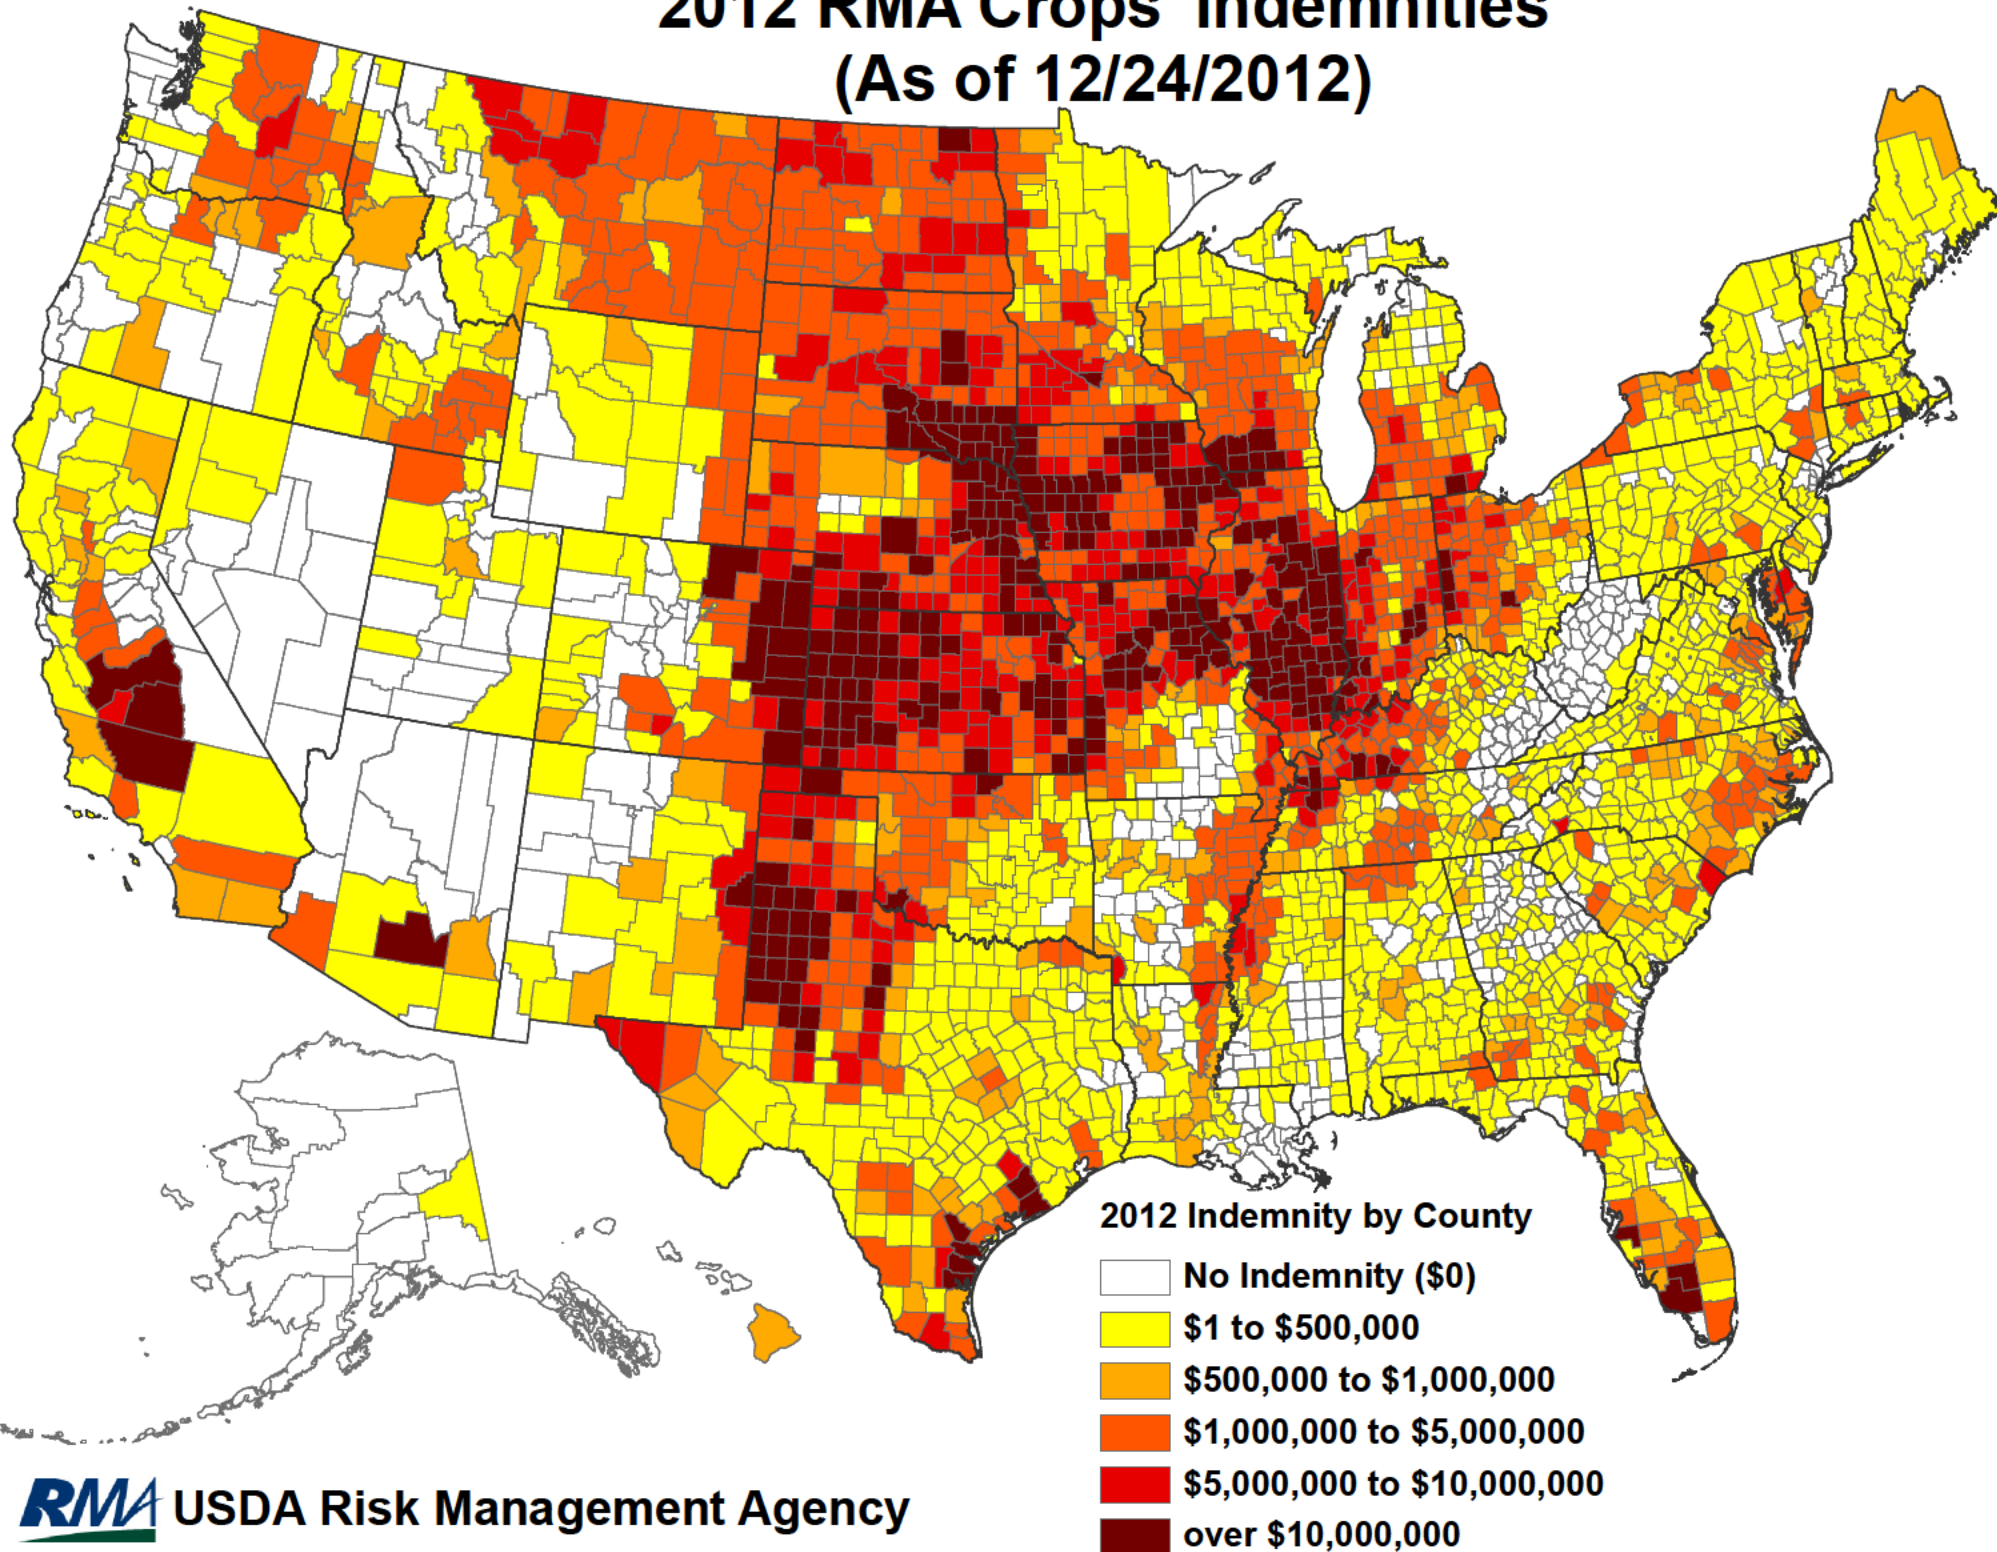 2012 RMA Crops' Indemnities
(As of 12/24/2012)
2012 Indemnity by County
No Indemnity ($0)
$1 to $500,000
$500,000 to $1,000,000
$1,000,000 to $5,000,000
$5,000,000 to $10,000,000
over $10,000,000
RMA USDA Risk Management Agency